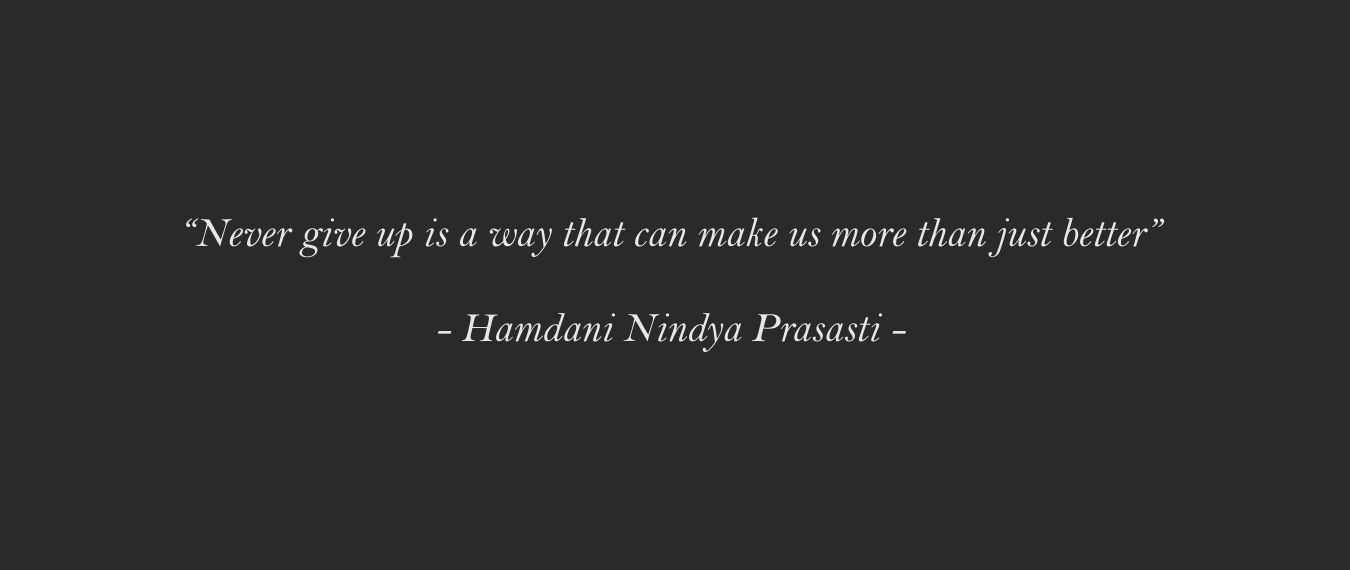 “Never give up is a way that can make us more than just better”
– Hamdani Nindya Prasasti –